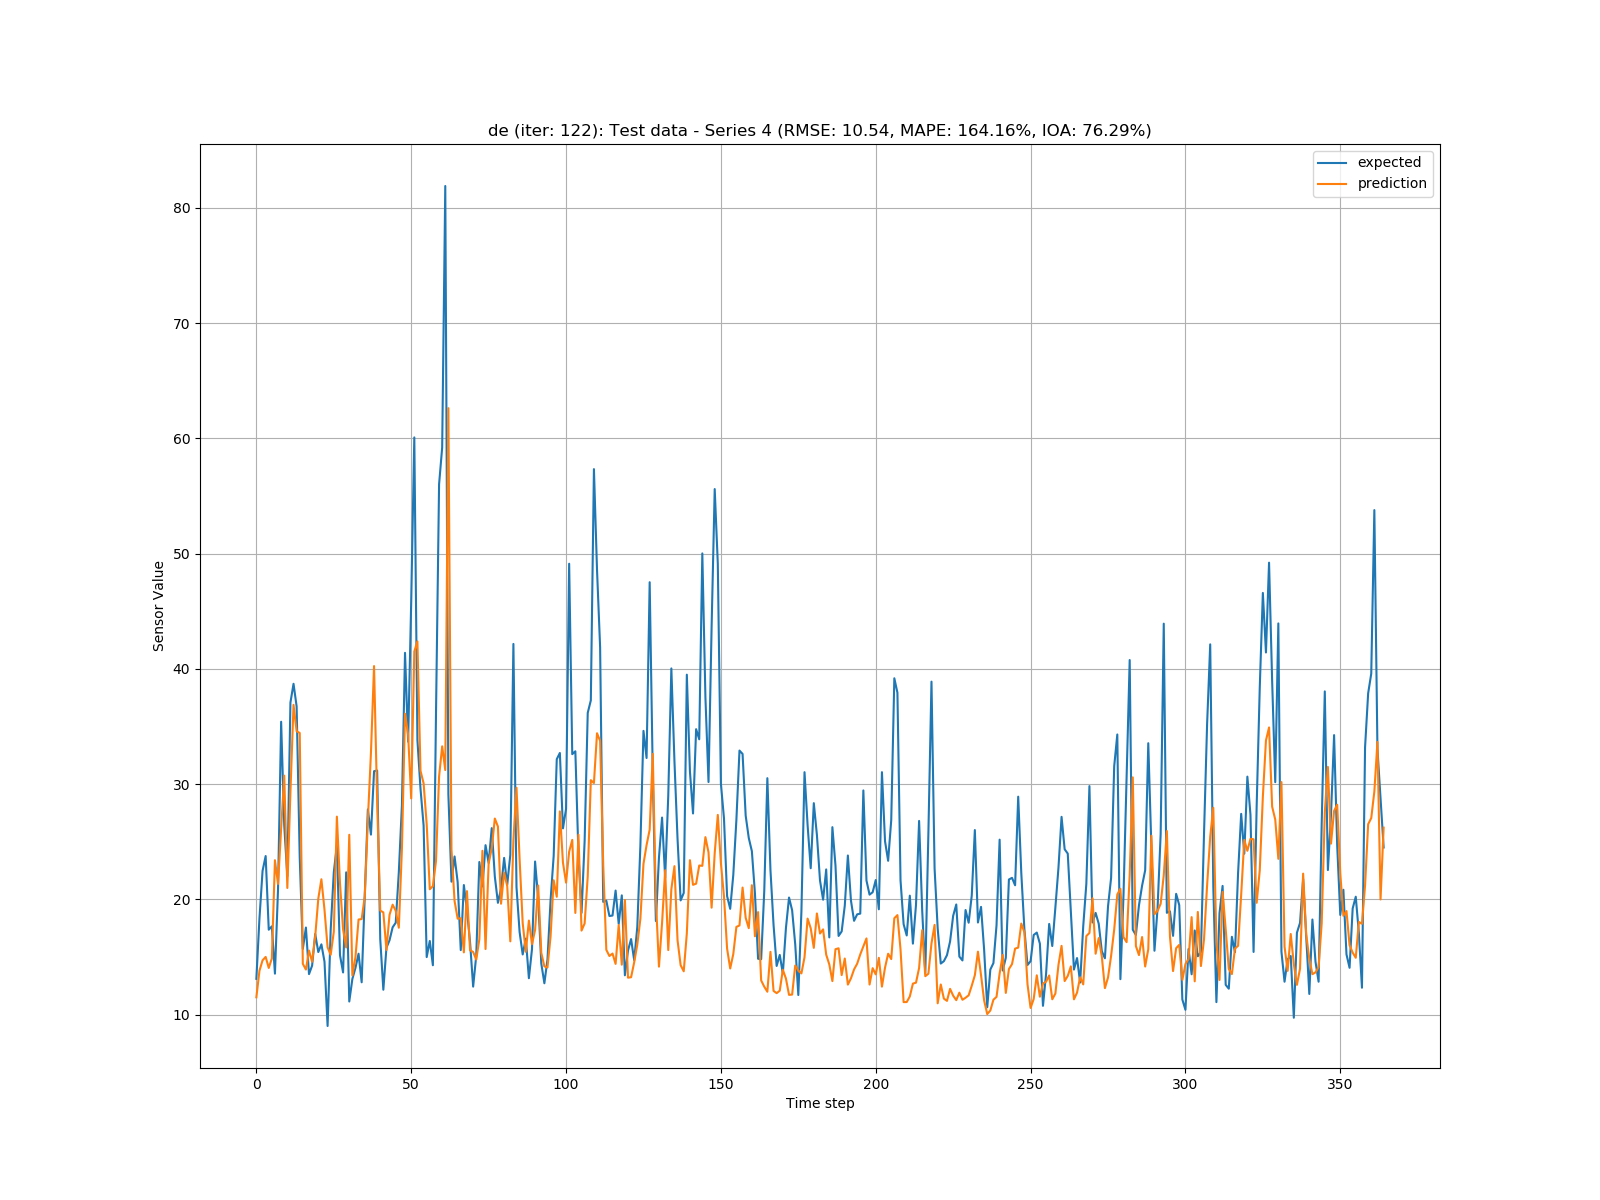 de (iter: 122): Test data - Series 4 (RMSE: 10.54, MAPE: 164.16%, IOA: 76.29%)
expected
prediction
80
70
60
50
40
30
20
10
Sensor Value
0 50 100 150 200 250 300 350
Time step